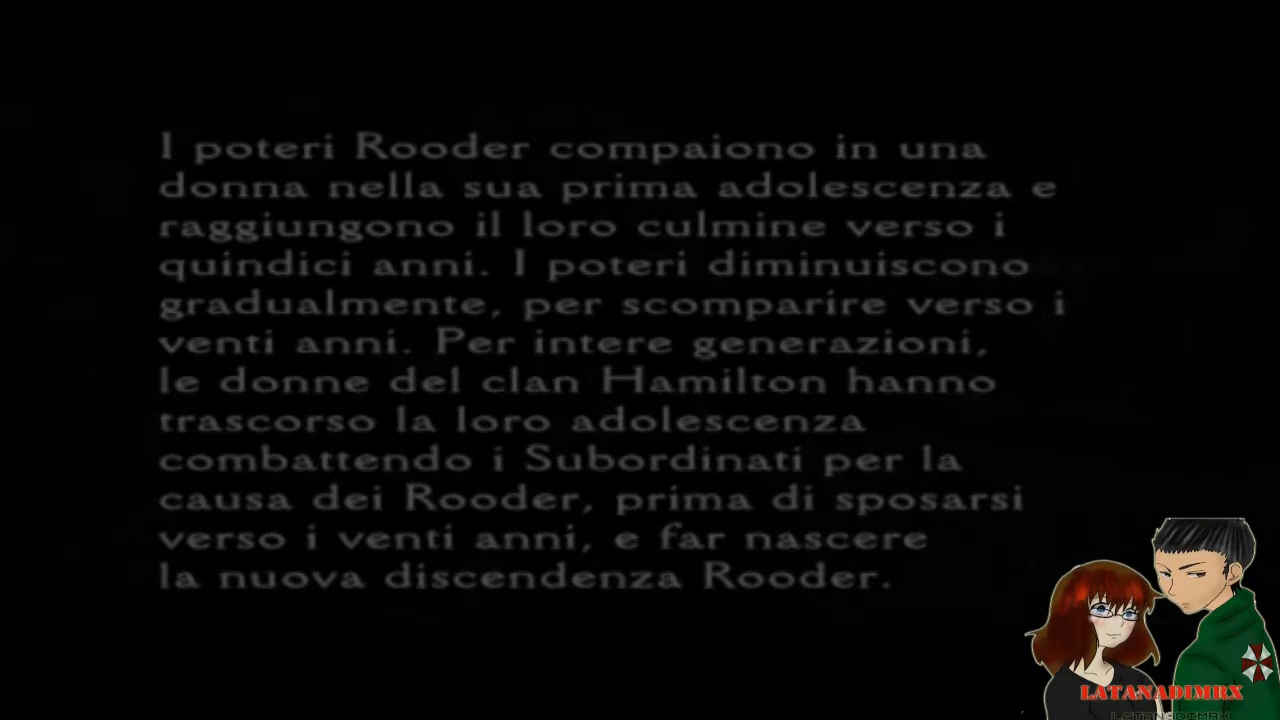 I poteri Rooder compaiono in una
donna nella sua prima adolescenza e
raggiungono il loro culmine verso i
quindici anni. I poteri diminuiscono
gradualmente, per scomparire verso i
venti anni. Per intere generazioni,
le donne del clan Hamilton hanno
trascorso la loro adolescenza
combattendo i Subordinati per la
causa dei Rooder, prima di sposarsi
verso i venti anni, e far nascere
la nuova discendenza Rooder.
LATANADIMRX
LATANADIMRX